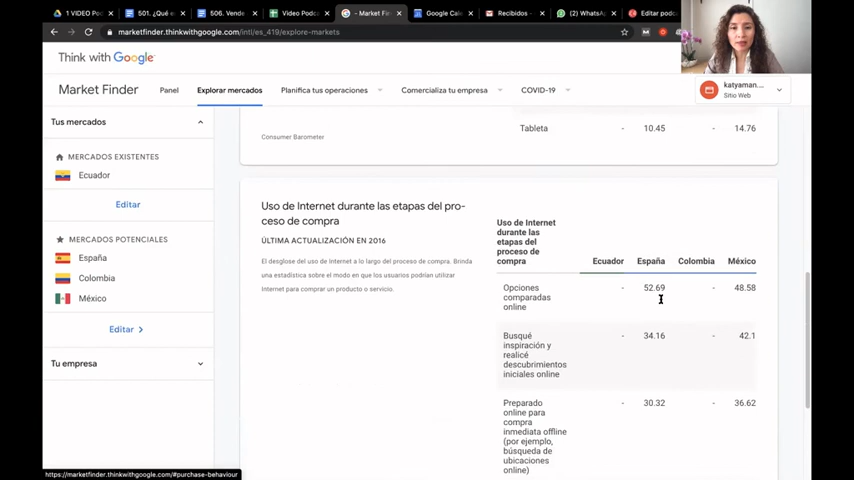 1 VIDEO P
501. ¿Qué e
506. Vende
Video Podc
- Market Fi
Google Cale
Recibidos -
(2) WhatsA
Editar podc
marketfinder.thinkwithgoogle.com/intl/es_419/explore-markets
Think with Google
Market Finder
Panel
Explorar mercados
Planifica tus operaciones
Comercializa tu empresa
COVID-19
katyaman....
Sitio Web
Tus mercados
MERCADOS EXISTENTES
Ecuador
Editar
MERCADOS POTENCIALES
España
Colombia
México
Editar
Tu empresa
Consumer Barometer
Tableta - 10.45 - 14.76
Uso de Internet durante las etapas del pro-
ceso de compra
ÚLTIMA ACTUALIZACIÓN EN 2016
El desglose del uso de Internet a lo largo del proceso de compra. Brinda
una estadística sobre el modo en que los usuarios podrían utilizar
Internet para comprar un producto o servicio.
Uso de Internet
durante las
etapas del
proceso de
compra
Ecuador España Colombia México
Opciones
comparadas
online
- 52.69 - 48.58
Busqué
inspiración y
realicé
descubrimientos
iniciales online
- 34.16 - 42.1
Preparado
online para
compra
inmediata offline
(por ejemplo,
búsqueda de
ubicaciones
online)
- 30.32 - 36.62
https://marketfinder.thinkwithgoogle.com/#purchase-behaviour